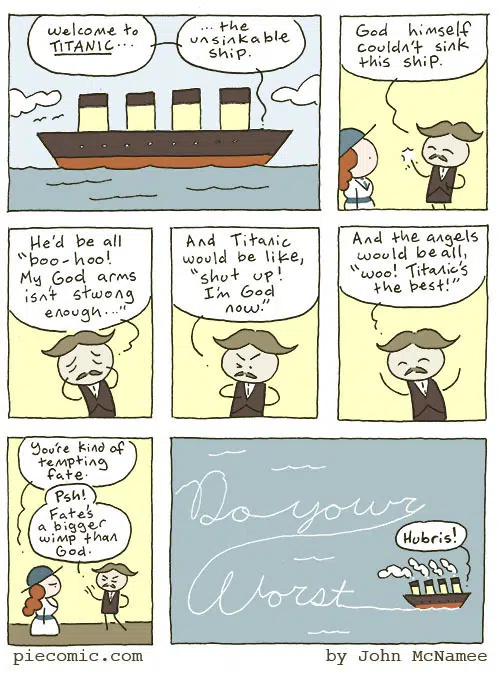 Welcome to
TITANIC...
...the
unsinkable
ship.
God himself
couldn't sink
this ship.
He'd be all
"boo-hoo!
My God arms
isn't stwong
enough..."
And Titanic
would be like,
"shut up!
I'm God
now."
And the angels
would be all,
"woo! Titanic's
the best!"
You're kind of
tempting
fate.
Psh!
Fate's
a bigger
wimp than
God.
Do your
Worst
Hubris!
piecomic.com
by John McNamee